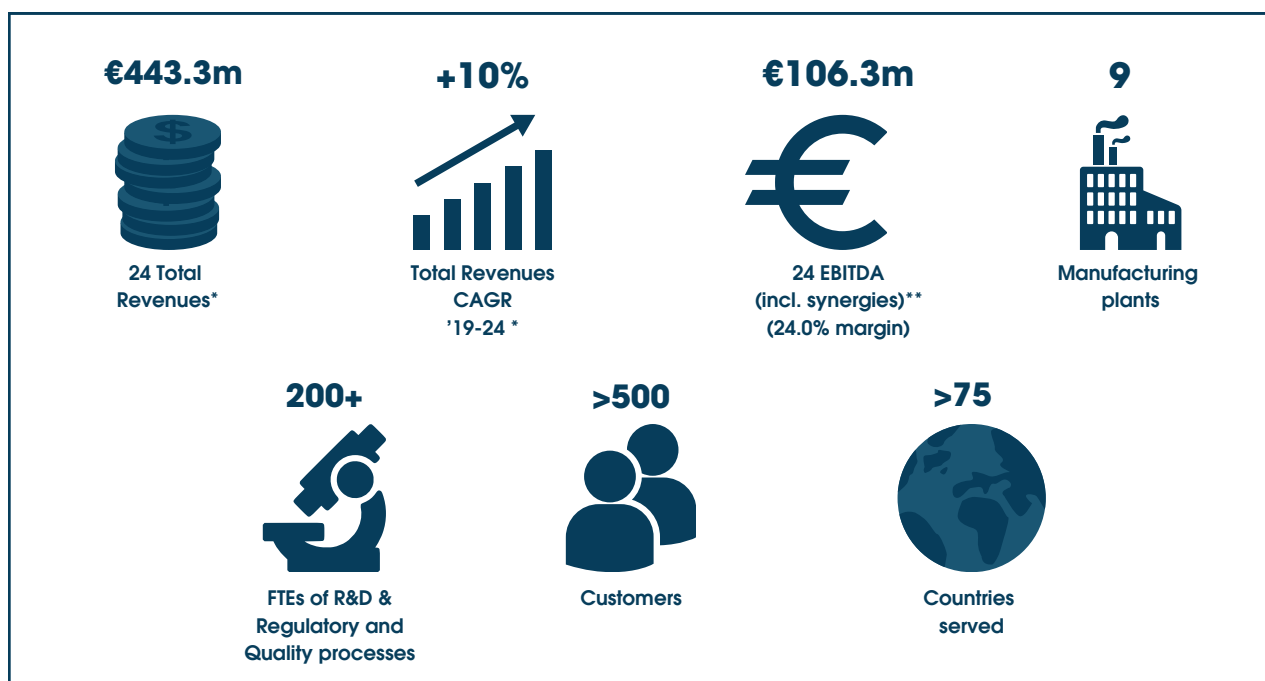 €443.3m
24 Total
Revenues*
+10%
Total Revenues
CAGR
’19-24 *
€106.3m
24 EBITDA
(incl. synergies)**
(24.0% margin)
9
Manufacturing
plants
200+
FTEs of R&D &
Regulatory and
Quality processes
>500
Customers
>75
Countries
served